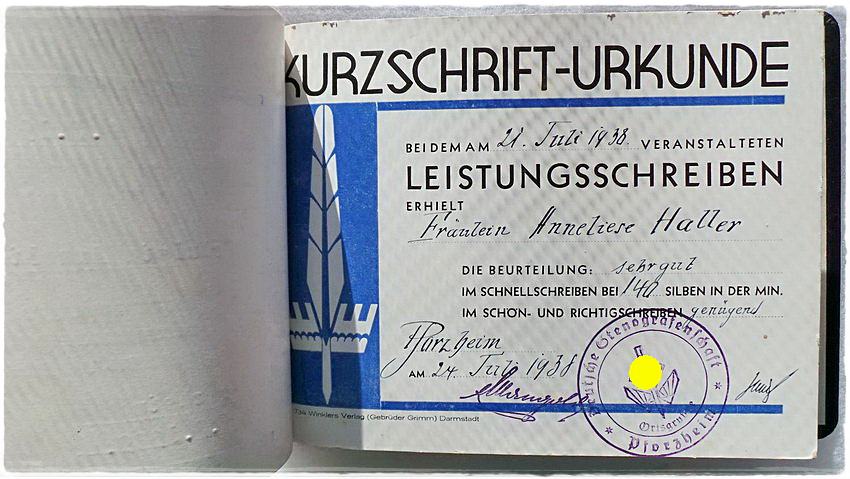 KURZSCHRIFT-URKUNDE
BEI DEM AM 21. Juli 1938 VERANSTALTETEN
LEISTUNGSSCHREIBEN
ERHIELT
Fräulein Anneliese Haller
DIE BEURTEILUNG: sehr gut
IM SCHNELLSCHREIBEN BEI 140 SILBEN IN DER MIN.
IM SCHÖN- UND RICHTIGSCHREIBEN genügend
Pforzheim
AM 24. Juli 1938
Deutsche Stenografenschaft
Ortsgruppe
Pforzheim
734 Winklers Verlag (Gebrüder Grimm) Darmstadt